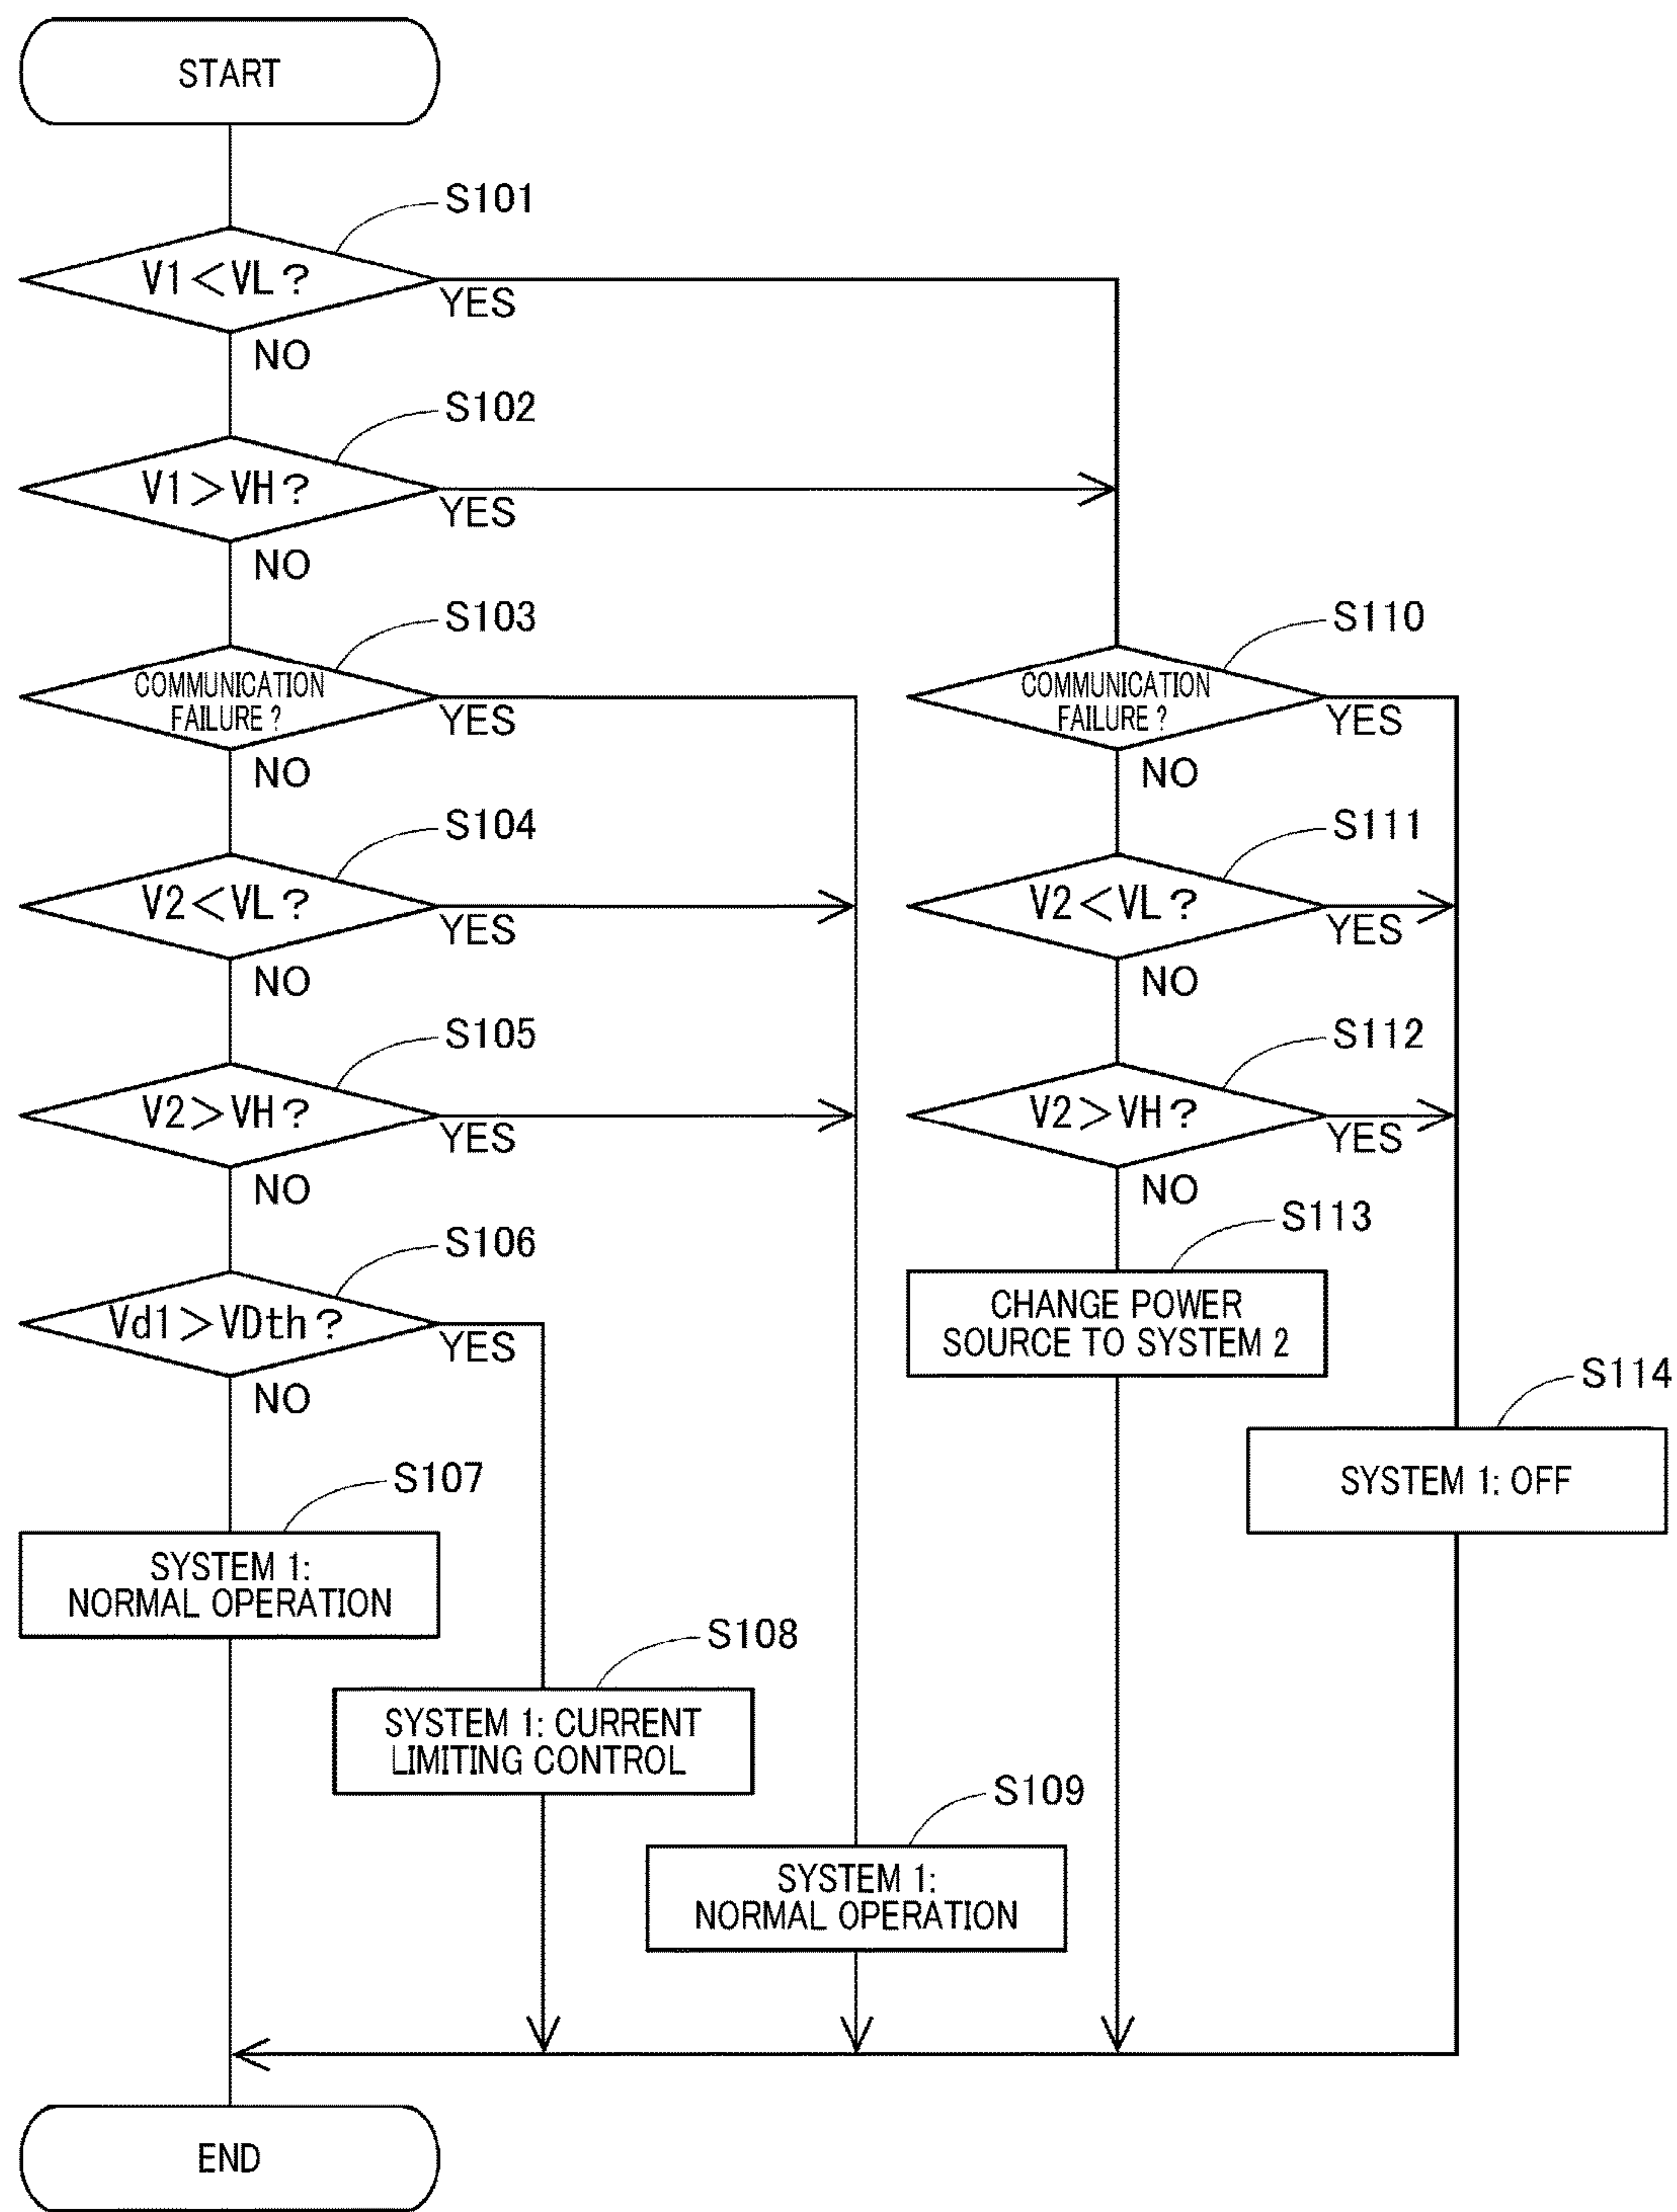 START
S101
V1<VL?
YES
NO
S102
V1>VH?
YES
NO
S103
COMMUNICATION
FAILURE?
YES
NO
S110
COMMUNICATION
FAILURE?
YES
NO
S104
V2<VL?
YES
NO
S111
V2<VL?
YES
NO
S105
V2>VH?
YES
NO
S112
V2>VH?
YES
NO
S106
Vd1>VDth?
YES
NO
S113
CHANGE POWER
SOURCE TO SYSTEM 2
S114
SYSTEM 1: OFF
S107
SYSTEM 1:
NORMAL OPERATION
S108
SYSTEM 1: CURRENT
LIMITING CONTROL
S109
SYSTEM 1:
NORMAL OPERATION
END